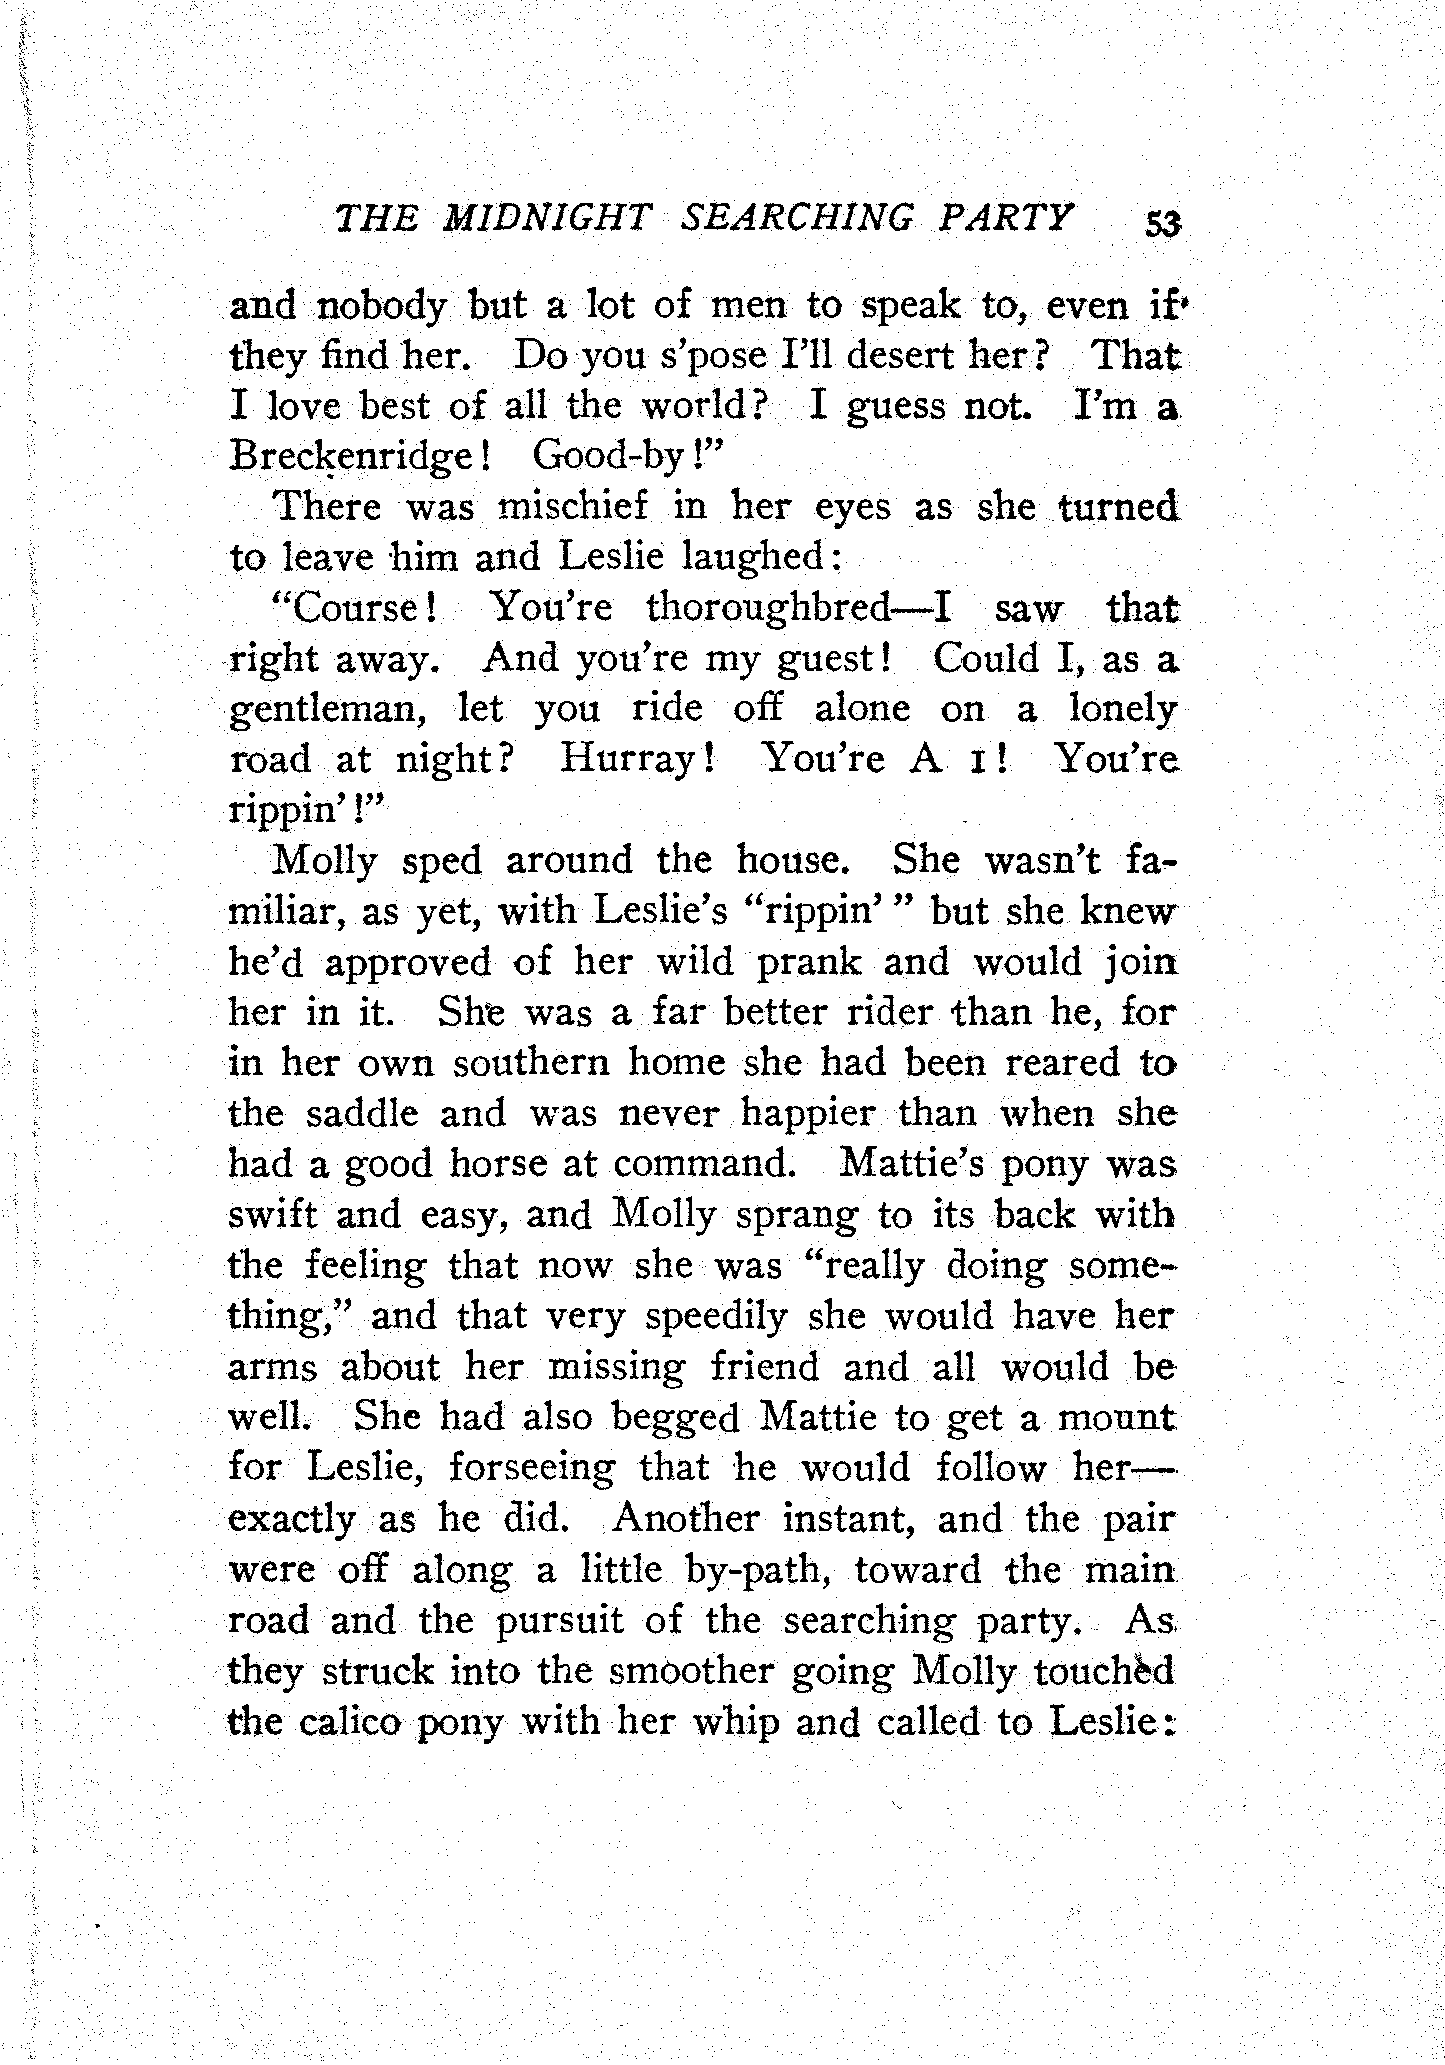 THE MIDNIGHT SEARCHING PARTY 53
and nobody but a lot of men to speak to, even if
they find her. Do you s'pose I'll desert her? That
I love best of all the world? I guess not. I'm a
Breckenridge! Good-by!"
There was mischief in her eyes as she turned
to leave him and Leslie laughed:
"Course! You're thoroughbred—I saw that
right away. And you're my guest! Could I, as a
gentleman, let you ride off alone on a lonely
road at night? Hurray! You're A 1! You're
rippin'!"
Molly sped around the house. She wasn't fa-
miliar, as yet, with Leslie's "rippin'" but she knew
he'd approved of her wild prank and would join
her in it. She was a far better rider than he, for
in her own southern home she had been reared to
the saddle and was never happier than when she
had a good horse at command. Mattie's pony was
swift and easy, and Molly sprang to its back with
the feeling that now she was "really doing some-
thing," and that very speedily she would have her
arms about her missing friend and all would be
well. She had also begged Mattie to get a mount
for Leslie, forseeing that he would follow her—
exactly as he did. Another instant, and the pair
were off along a little by-path, toward the main
road and the pursuit of the searching party. As
they struck into the smoother going Molly touched
the calico pony with her whip and called to Leslie: